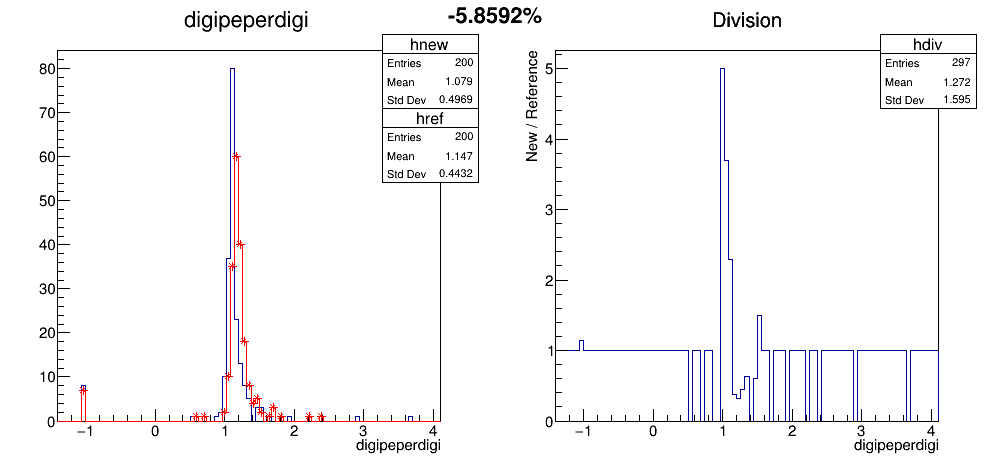 digipeperdigi
-5.8592%
Division
hnew
Entries 200
Mean 1.079
Std Dev 0.4969
href
Entries 200
Mean 1.147
Std Dev 0.4432
80
70
60
50
40
30
20
10
0
−1 0 1 2 3 4
digipeperdigi
hdiv
Entries 297
Mean 1.272
Std Dev 1.595
New / Reference
5
4
3
2
1
0
−1 0 1 2 3 4
digipeperdigi